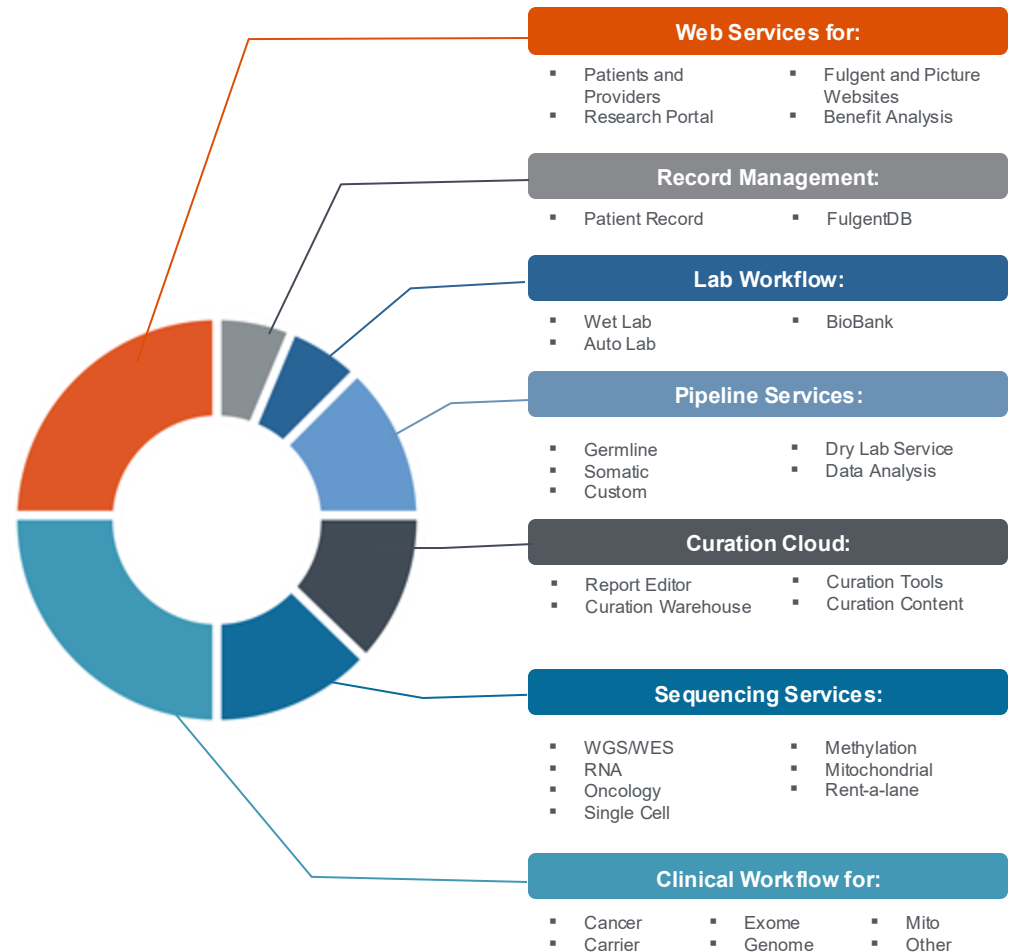 Web Services for:
Patients and
Providers
Research Portal
Fulgent and Picture
Websites
Benefit Analysis
Record Management:
Patient Record
FulgentDB
Lab Workflow:
Wet Lab
Auto Lab
BioBank
Pipeline Services:
Germline
Somatic
Custom
Dry Lab Service
Data Analysis
Curation Cloud:
Report Editor
Curation Warehouse
Curation Tools
Curation Content
Sequencing Services:
WGS/WES
RNA
Oncology
Single Cell
Methylation
Mitochondrial
Rent-a-lane
Clinical Workflow for:
Cancer
Carrier
Exome
Genome
Mito
Other